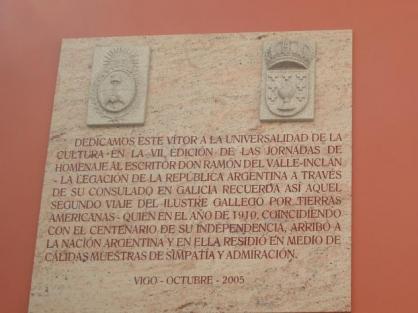 DEDICAMOS ESTE VÍTOR A LA UNIVERSALIDAD DE LA
CULTURA - EN LA VII, EDICIÓN DE LAS JORNADAS DE
HOMENAJE AL ESCRITOR DON RAMÓN DEL VALLE-INCLÁN
- LA LEGACION DE LA REPÚBLICA ARGENTINA A TRAVÉS
DE SU CONSULADO EN GALICIA RECUERDA ASÍ AQUEL
SEGUNDO VIAJE DEL ILUSTRE GALLEGO POR TIERRAS
AMERICANAS - QUIEN EN EL AÑO DE 1910, COINCIDIENDO
CON EL CENTENARIO DE SU INDEPENDENCIA, ARRIBÓ A
LA NACIÓN ARGENTINA Y EN ELLA RESIDIÓ EN MEDIO DE
CÁLIDAS MUESTRAS DE SIMPATÍA Y ADMIRACIÓN.
VIGO - OCTUBRE - 2005